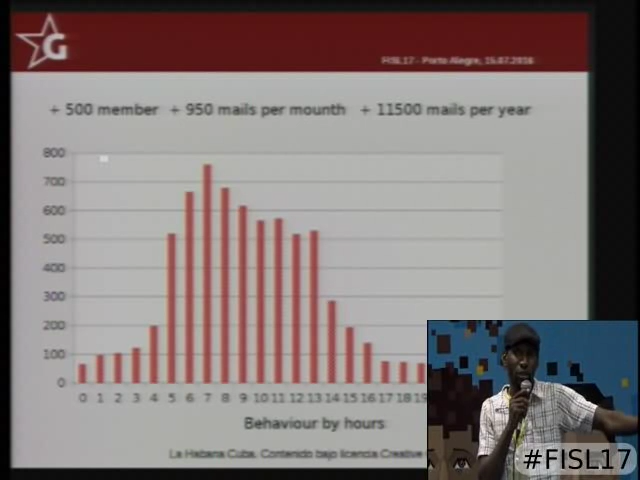 G
FISL17 - Porto Alegre, 15.07.2016
+ 500 member + 950 mails per mounth + 11500 mails per year
800
700
600
500
400
300
200
100
0
0 1 2 3 4 5 6 7 8 9 10 11 12 13 14 15 16 17 18 19
Behaviour by hours
La Habana Cuba. Contenido bajo licencia Creative
#FISL17